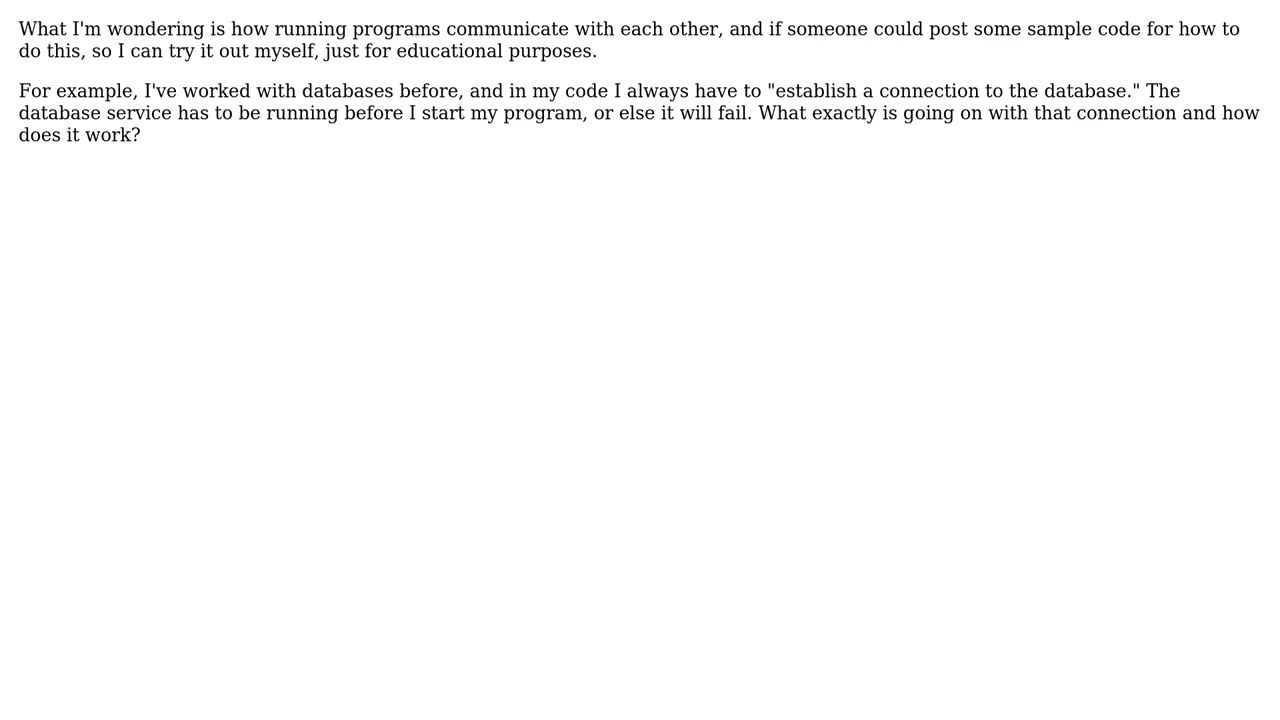 What I'm wondering is how running programs communicate with each other, and if someone could post some sample code for how to
do this, so I can try it out myself, just for educational purposes.
For example, I've worked with databases before, and in my code I always have to "establish a connection to the database." The
database service has to be running before I start my program, or else it will fail. What exactly is going on with that connection and how
does it work?